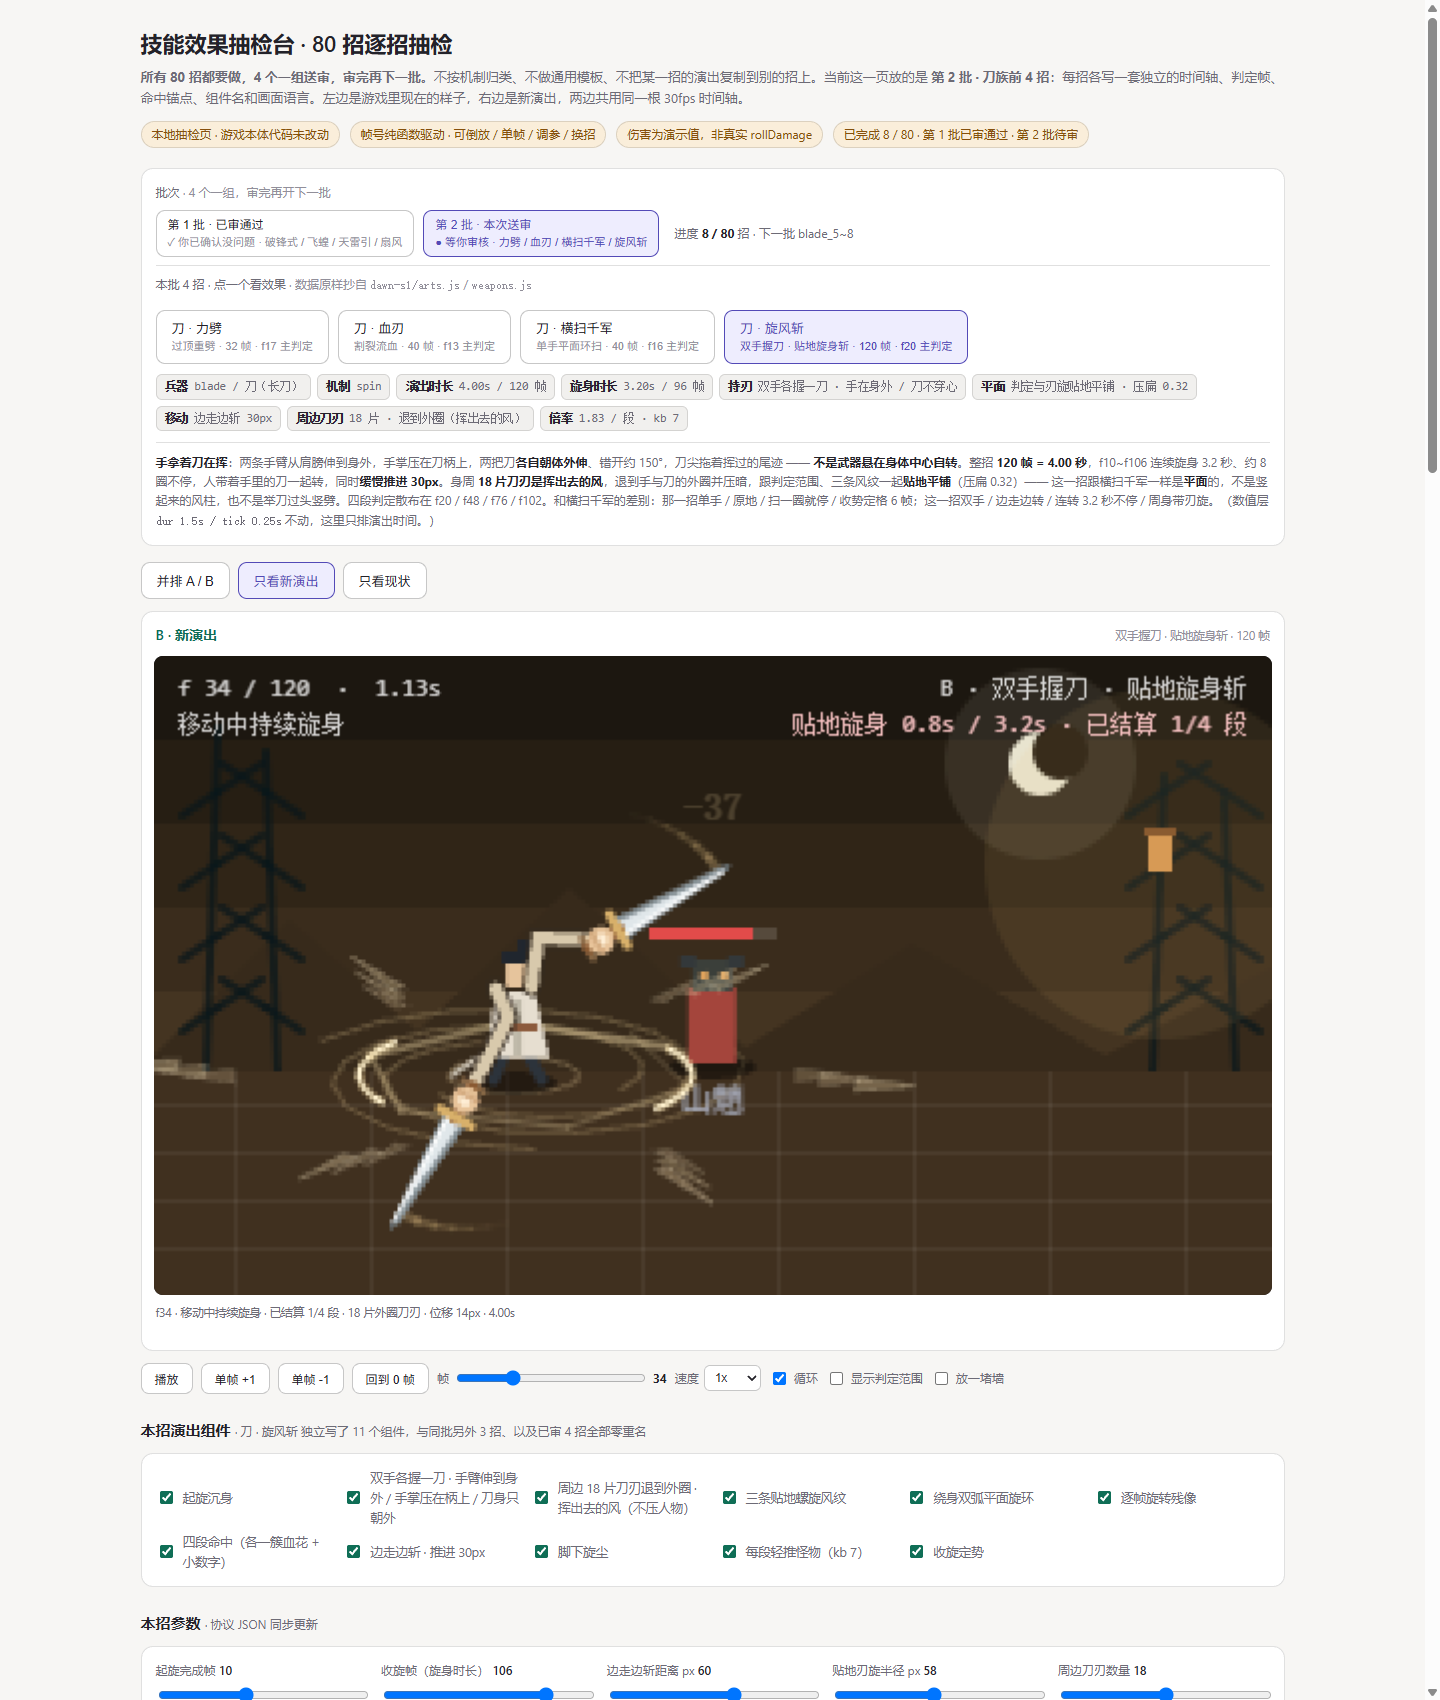 技能效果抽检台 · 80 招逐招抽检
所有 80 招都要做，4 个一组送审，审完再下一批。不按机制归类、不做通用模板、不把某一招的演出复制到别的招上。当前这一页放的是 第 2 批 · 刀族前 4 招：每招各写一套独立的时间轴、判定帧、
命中锚点、组件名和画面语言。左边是游戏里现在的样子，右边是新演出，两边共用同一根 30fps 时间轴。
本地抽检页 · 游戏本体代码未改动
帧号纯函数驱动 · 可倒放 / 单帧 / 调参 / 换招
伤害为演示值，非真实 rollDamage
已完成 8 / 80 · 第 1 批已审通过 · 第 2 批待审
批次 · 4 个一组，审完再开下一批
第 1 批 · 已审通过
✓ 你已确认没问题 · 破锋式 / 飞蝗 / 天雷引 / 扇风
第 2 批 · 本次送审
● 等你审核 · 力劈 / 血刃 / 横扫千军 / 旋风斩
进度 8 / 80 招 · 下一批 blade_5~8
本批 4 招 · 点一个看效果 · 数据原样抄自 dawn-s1/arts.js / weapons.js
刀 · 力劈
过顶重劈 · 32 帧 · f17 主判定
刀 · 血刃
割裂流血 · 40 帧 · f13 主判定
刀 · 横扫千军
单手平面环扫 · 40 帧 · f16 主判定
刀 · 旋风斩
双手握刀 · 贴地旋身斩 · 120 帧 · f20 主判定
兵器 blade / 刀（长刀）
机制 spin
演出时长 4.00s / 120 帧
旋身时长 3.20s / 96 帧
持刃 双手各握一刀 · 手在身外 / 刀不穿心
平面 判定与刃旋贴地平铺 · 压扁 0.32
移动 边走边斩 30px
周边刀刃 18 片 · 退到外圈（挥出去的风）
倍率 1.83 / 段 · kb 7
手拿着刀在挥：两条手臂从肩膀伸到身外，手掌压在刀柄上，两把刀各自朝体外伸、错开约 150°，刀尖拖着挥过的尾迹 —— 不是武器悬在身体中心自转。整招 120 帧 = 4.00 秒，f10~f106 连续旋身 3.2 秒、约 8
圈不停，人带着手里的刀一起转，同时缓慢推进 30px。身周 18 片刀刃是挥出去的风，退到手与刀的外圈并压暗，跟判定范围、三条风纹一起贴地平铺（压扁 0.32）—— 这一招跟横扫千军一样是平面的，不是竖
起来的风柱，也不是举刀过头竖劈。四段判定散布在 f20 / f48 / f76 / f102。和横扫千军的差别：那一招单手 / 原地 / 扫一圈就停 / 收势定格 6 帧；这一招双手 / 边走边转 / 连转 3.2 秒不停 / 周身带刃旋。（数值层
dur 1.5s / tick 0.25s 不动，这里只排演出时间。）
并排 A / B
只看新演出
只看现状
B · 新演出
双手握刀 · 贴地旋身斩 · 120 帧
f 34 / 120 · 1.13s
移动中持续旋身
B · 双手握刀 · 贴地旋身斩
贴地旋身 0.8s / 3.2s · 已结算 1/4 段
−37
山魈
f34 · 移动中持续旋身 · 已结算 1/4 段 · 18 片外圈刀刃 · 位移 14px · 4.00s
播放
单帧 +1
单帧 -1
回到 0 帧
帧
34
速度
1x
循环
显示判定范围
放一堵墙
本招演出组件 · 刀 · 旋风斩 独立写了 11 个组件，与同批另外 3 招、以及已审 4 招全部零重名
起旋沉身
双手各握一刀 · 手臂伸到身
外 / 手掌压在柄上 / 刀身只
朝外
周边 18 片刀刃退到外圈 ·
挥出去的风（不压人物）
三条贴地螺旋风纹
绕身双弧平面旋环
逐帧旋转残像
四段命中（各一簇血花 +
小数字）
边走边斩 · 推进 30px
脚下旋尘
每段轻推怪物（kb 7）
收旋定势
本招参数 · 协议 JSON 同步更新
起旋完成帧 10
收旋帧（旋身时长） 106
边走边斩距离 px 60
贴地刃旋半径 px 58
周边刀刃数量 18